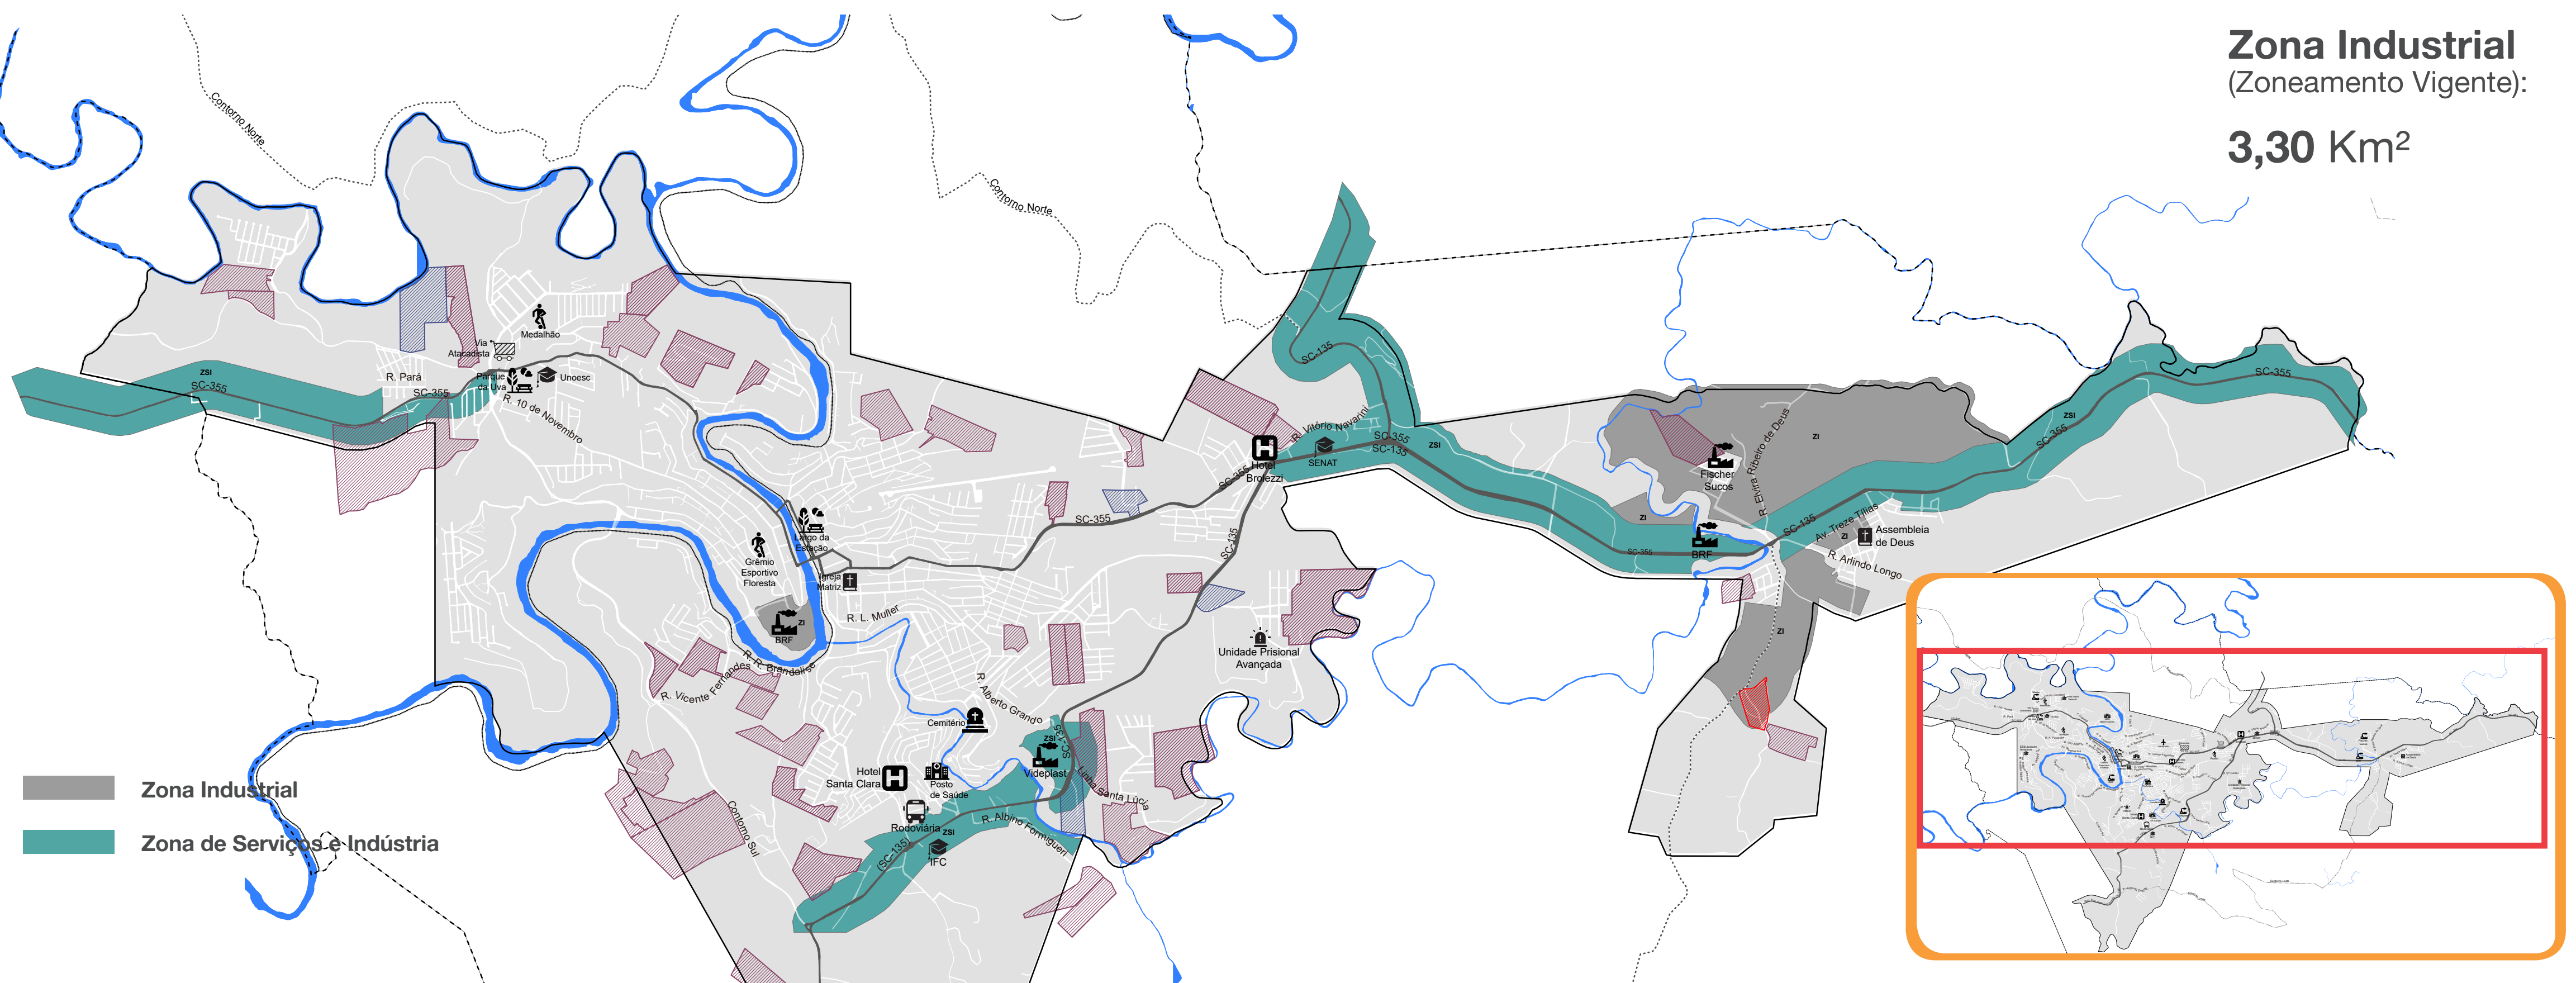 Zona Industrial
(Zoneamento Vigente):
3,30 Km²
Contorno Norte
Contorno Norte
Medalhão
Via
Atacadista
R. Pará
Parque
da Uva
Unoesc
ZSI
SC-355
SC-355
R. 10 de Novembro
SC-135
R. Vitório Navarini
SC-355
SC-135
ZSI
SENAT
Hotel
Brolezzi
SC-355
SC-355
SC-135
ZI
Fischer
Sucos
R. Elvira Ribeiro de Deus
ZI
BRF
SC-355
SC-135
Av. Treze Tílias
ZI
Assembleia
de Deus
R. Arlindo Longo
ZI
ZSI
SC-355
SC-355
Largo da
Estação
Grêmio
Esportivo
Floresta
Igreja
Matriz
R. L. Muller
ZI
BRF
R. R. Brandalise
R. Vicente Fernandes
Unidade Prisional
Avançada
R. Alberto Grando
Cemitério
ZSI
SC-135
Videplast
Linha Santa Lúcia
Hotel
Santa Clara
Posto
de Saúde
Rodoviária
ZSI
R. Albino Formigueri
(SC-135)
IFC
Contorno Sul
Zona Industrial
Zona de Serviços e Indústria